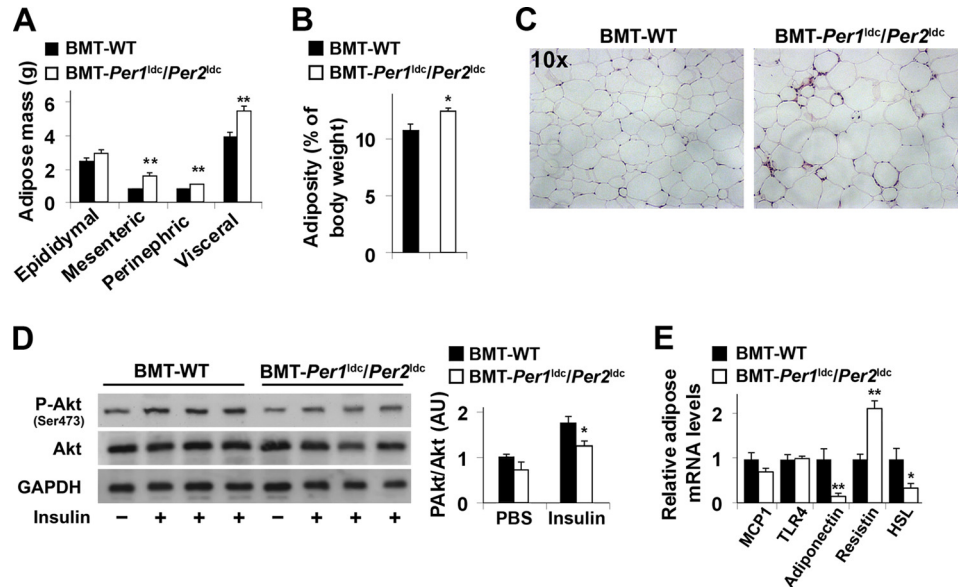 A
BMT-WT
BMT-Per1ldc/Per2ldc
Adipose mass (g)
6
4
2
0
**
**
**
Epididymal
Mesenteric
Perinephric
Visceral
B
BMT-WT
BMT-Per1ldc/Per2ldc
Adiposity (% of
body weight)
10
5
0
*
C
BMT-WT
BMT-Per1ldc/Per2ldc
10x
D
BMT-WT
BMT-Per1ldc/Per2ldc
P-Akt
(Ser473)
Akt
GAPDH
Insulin − + + + − + + +
BMT-WT
BMT-Per1ldc/Per2ldc
PAkt/Akt (AU)
2
1
0
*
PBS Insulin
E
BMT-WT
BMT-Per1ldc/Per2ldc
Relative adipose
mRNA levels
2
1
0
**
**
*
MCP1
TLR4
Adiponectin
Resistin
HSL